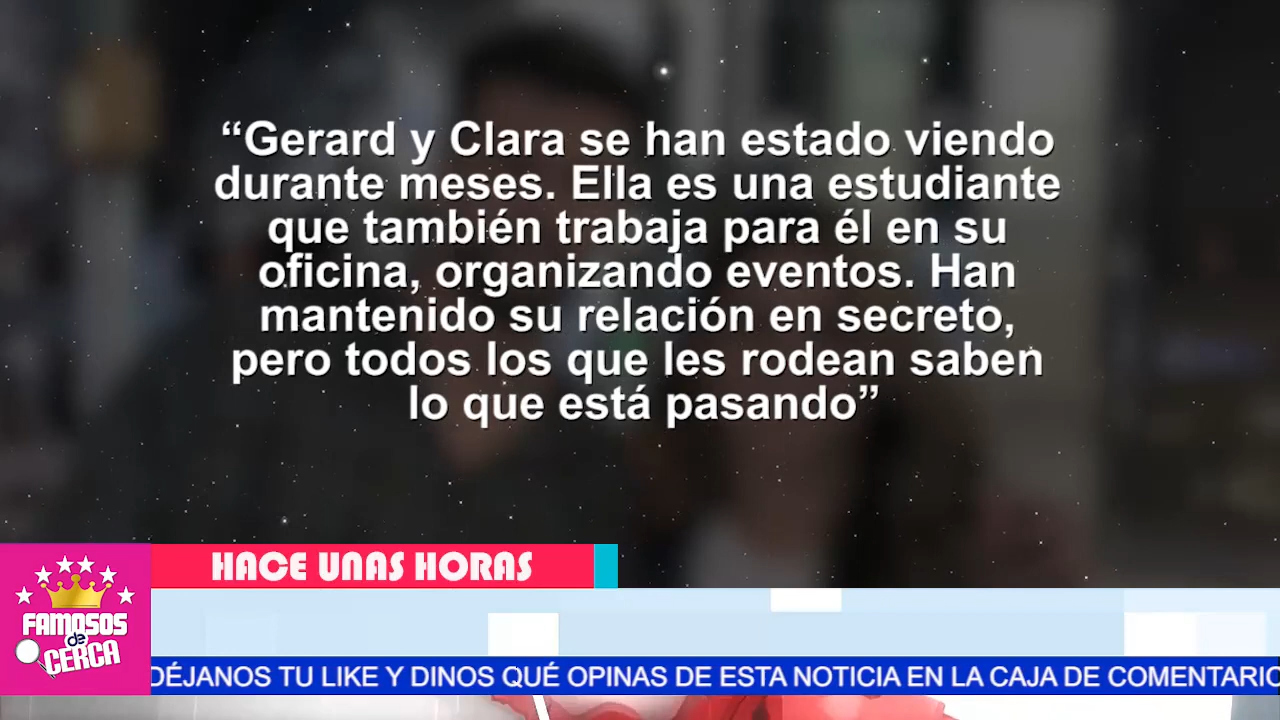 “Gerard y Clara se han estado viendo
durante meses. Ella es una estudiante
que también trabaja para él en su
oficina, organizando eventos. Han
mantenido su relación en secreto,
pero todos los que les rodean saben
lo que está pasando”
HACE UNAS HORAS
FAMOSOS
de
CERCA
DÉJANOS TU LIKE Y DINOS QUÉ OPINAS DE ESTA NOTICIA EN LA CAJA DE COMENTARIO